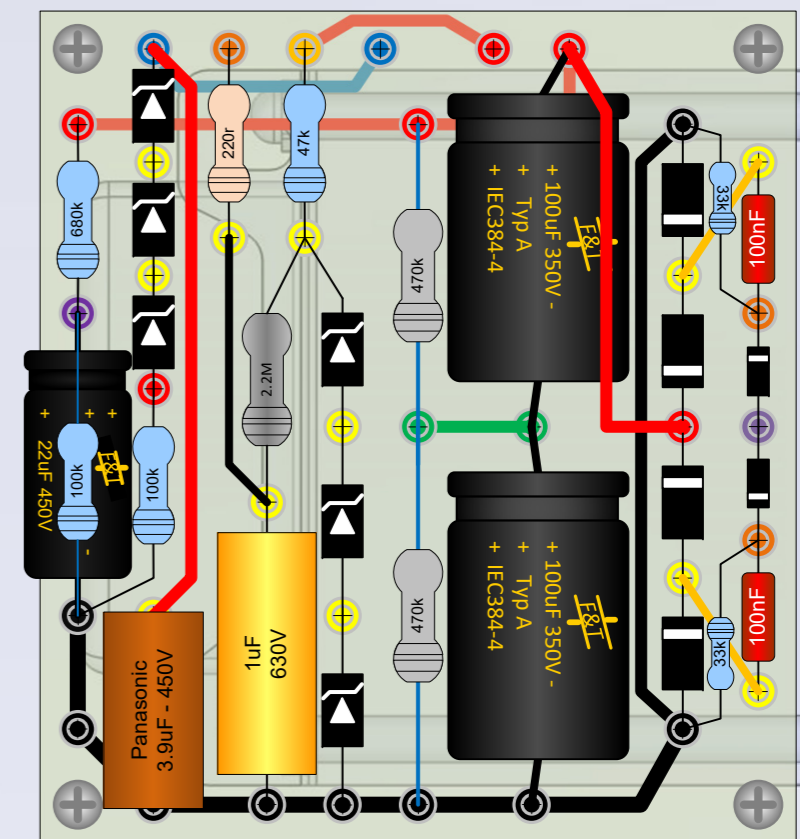 220r
47k
680k
33k
100nF
+ 100uF 350V -
+ Typ A
+ IEC384-4
F&T
470k
2.2M
+ +
+ 22uF 450V
-
F&T
100k
100k
+ 100uF 350V -
+ Typ A
+ IEC384-4
F&T
470k
33k
100nF
1uF
630V
Panasonic
3.9uF - 450V